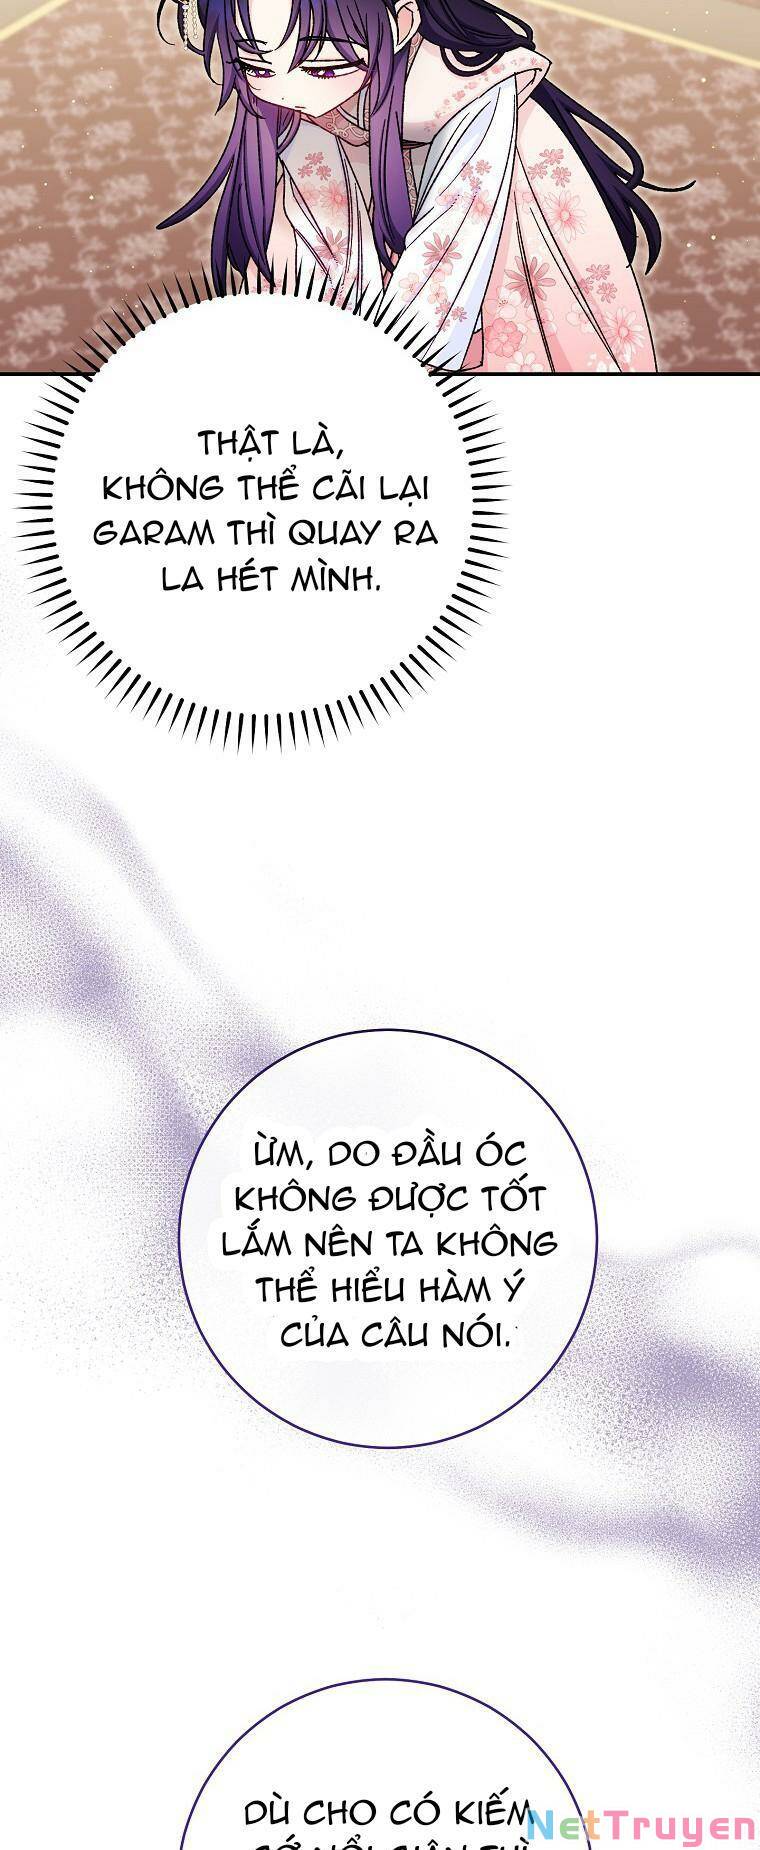 THẬT LÀ,
KHÔNG THỂ CÃI LẠI
GARAM THÌ QUAY RA
LA HÉT MÌNH.
ỪM, DO ĐẦU ÓC
KHÔNG ĐƯỢC TỐT
LẮM NÊN TA KHÔNG
THỂ HIỂU HÀM Ý
CỦA CÂU NÓI.
DÙ CHO CÓ KIẾM
NetTruyen